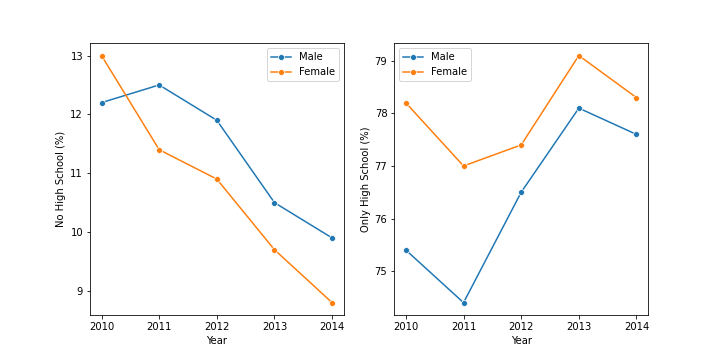 No High School (%)
13
12
11
10
9
2010 2011 2012 2013 2014
Year
Male
Female
Only High School (%)
79
78
77
76
75
2010 2011 2012 2013 2014
Year
Male
Female